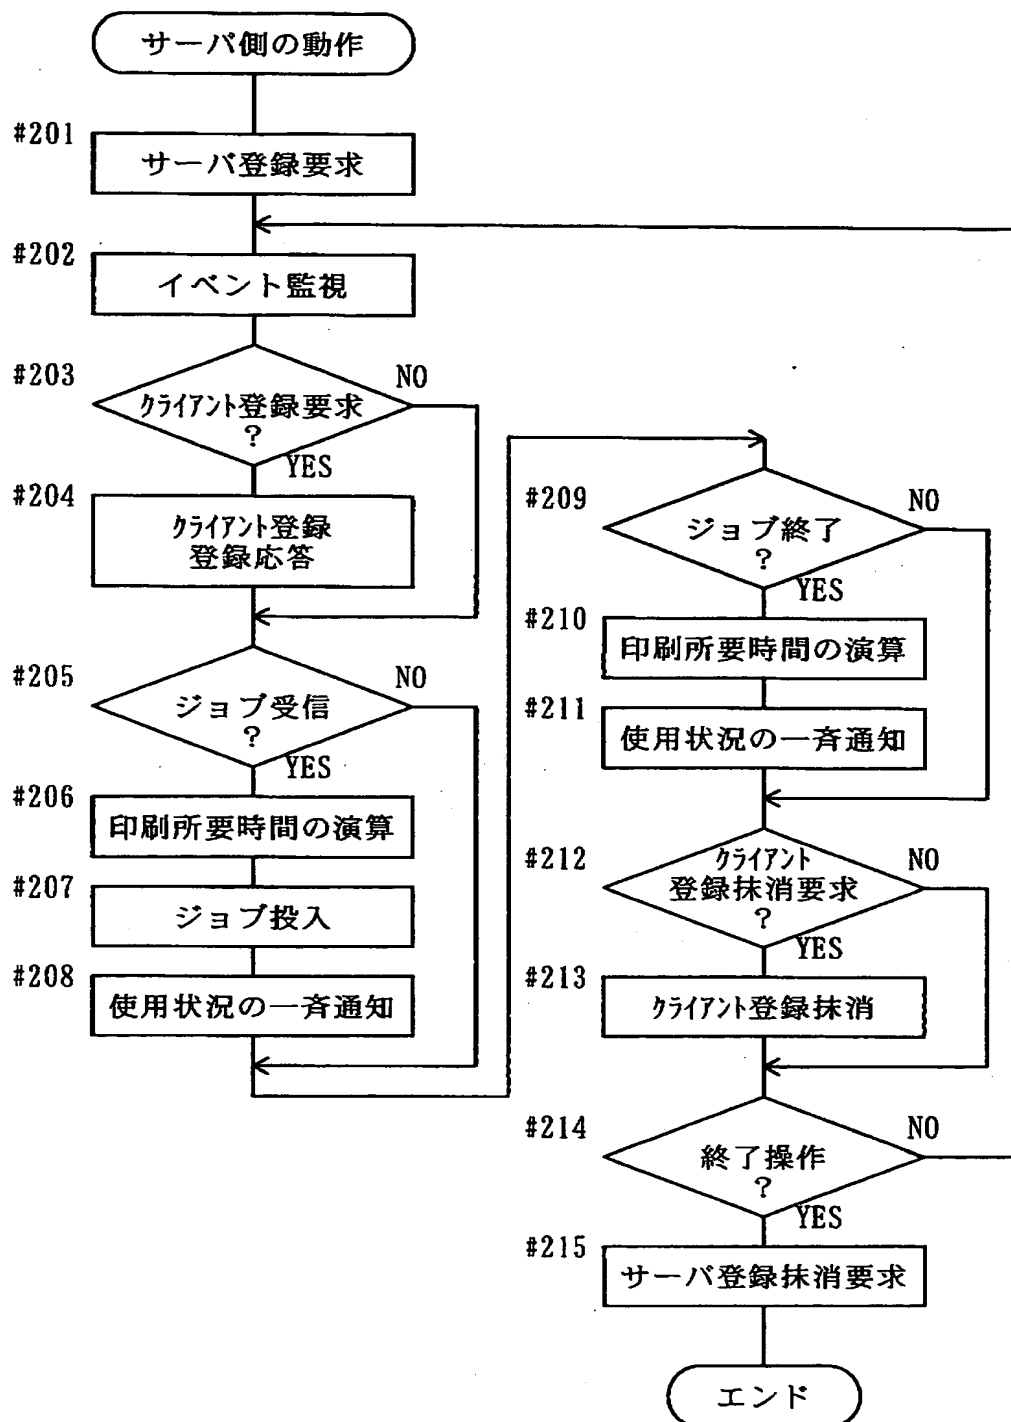 サーバ側の動作
#201
サーバ登録要求
#202
イベント監視
#203
NO
クライアント登録要求
?
YES
#204
クライアント登録
登録応答
#205
NO
ジョブ受信
?
YES
#206
印刷所要時間の演算
#207
ジョブ投入
#208
使用状況の一斉通知
#209
NO
ジョブ終了
?
YES
#210
印刷所要時間の演算
#211
使用状況の一斉通知
#212
NO
クライアント
登録抹消要求
?
YES
#213
クライアント登録抹消
#214
NO
終了操作
?
YES
#215
サーバ登録抹消要求
エンド